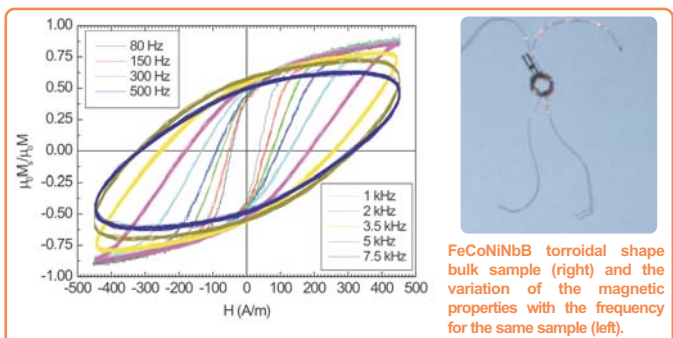 1.00
0.75
0.50
0.25
0.00
-0.25
-0.50
-0.75
-1.00
μ₀Mₛ/μ₀M
80 Hz
150 Hz
300 Hz
500 Hz
1 kHz
2 kHz
3.5 kHz
5 kHz
7.5 kHz
-500 -400 -300 -200 -100 0 100 200 300 400 500
H (A/m)
FeCoNiNbB torroidal shape
bulk sample (right) and the
variation of the magnetic
properties with the frequency
for the same sample (left).